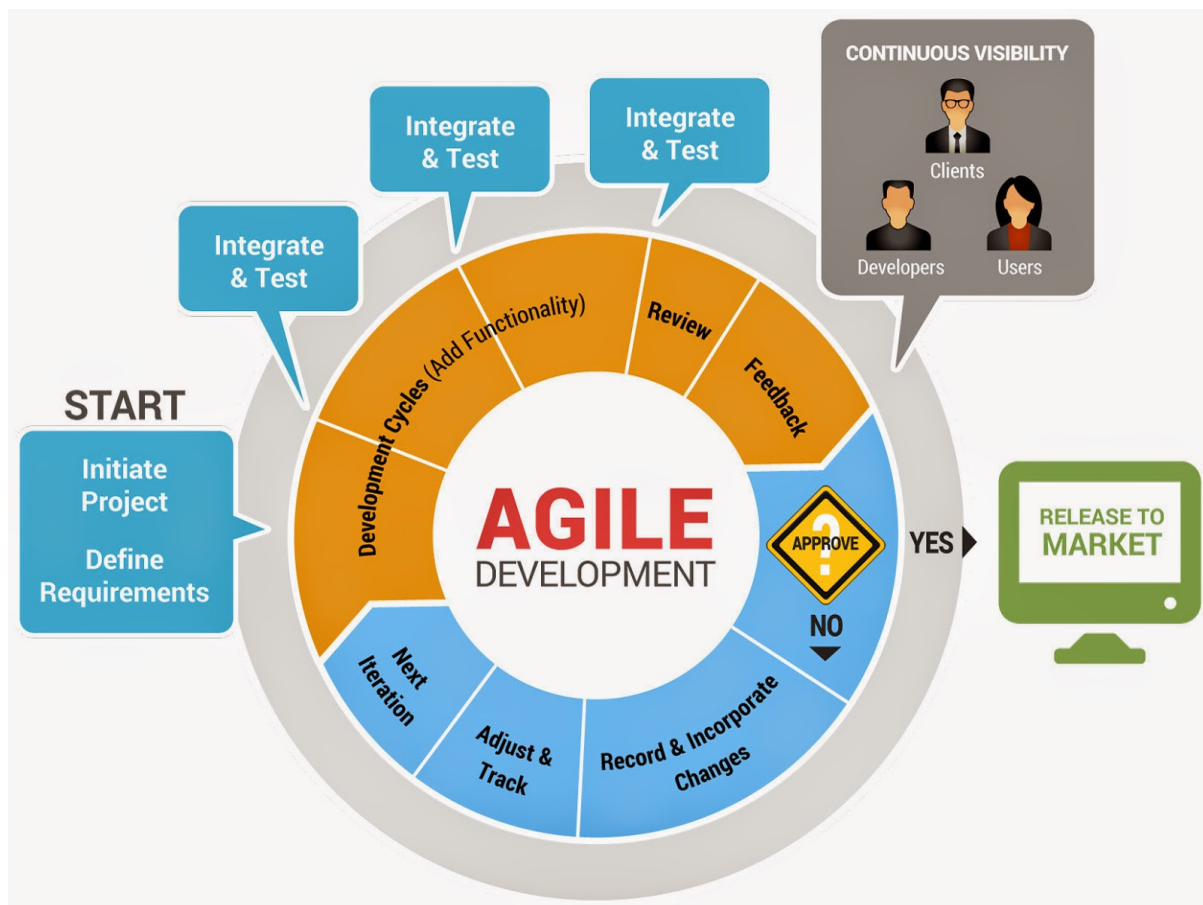 START
Initiate
Project
Define
Requirements
Integrate
& Test
Integrate
& Test
Integrate
& Test
CONTINUOUS VISIBILITY
Clients
Developers
Users
Development Cycles (Add Functionality)
Review
Feedback
?
APPROVE
YES
NO
RELEASE TO
MARKET
Record & Incorporate
Changes
Adjust &
Track
Next
Iteration
AGILE
DEVELOPMENT